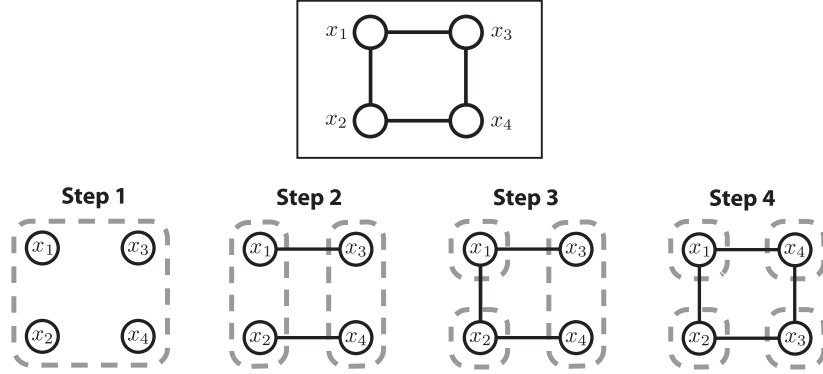 x₁ x₃
x₂ x₄
Step 1 Step 2 Step 3 Step 4
x₁ x₃ x₁ x₃ x₁ x₃ x₁ x₄
x₂ x₄ x₂ x₄ x₂ x₄ x₂ x₃